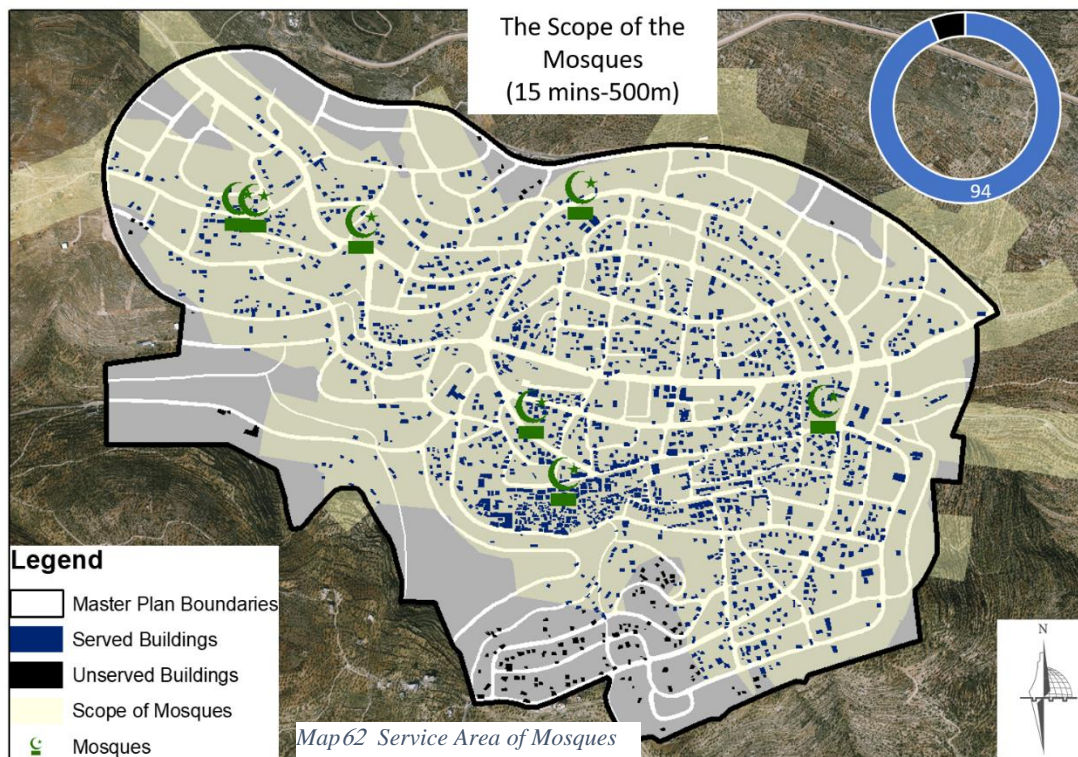 The Scope of the
Mosques
(15 mins-500m)
94
Legend
Master Plan Boundaries
Served Buildings
Unserved Buildings
Scope of Mosques
Mosques
N
Map62 Service Area of Mosques